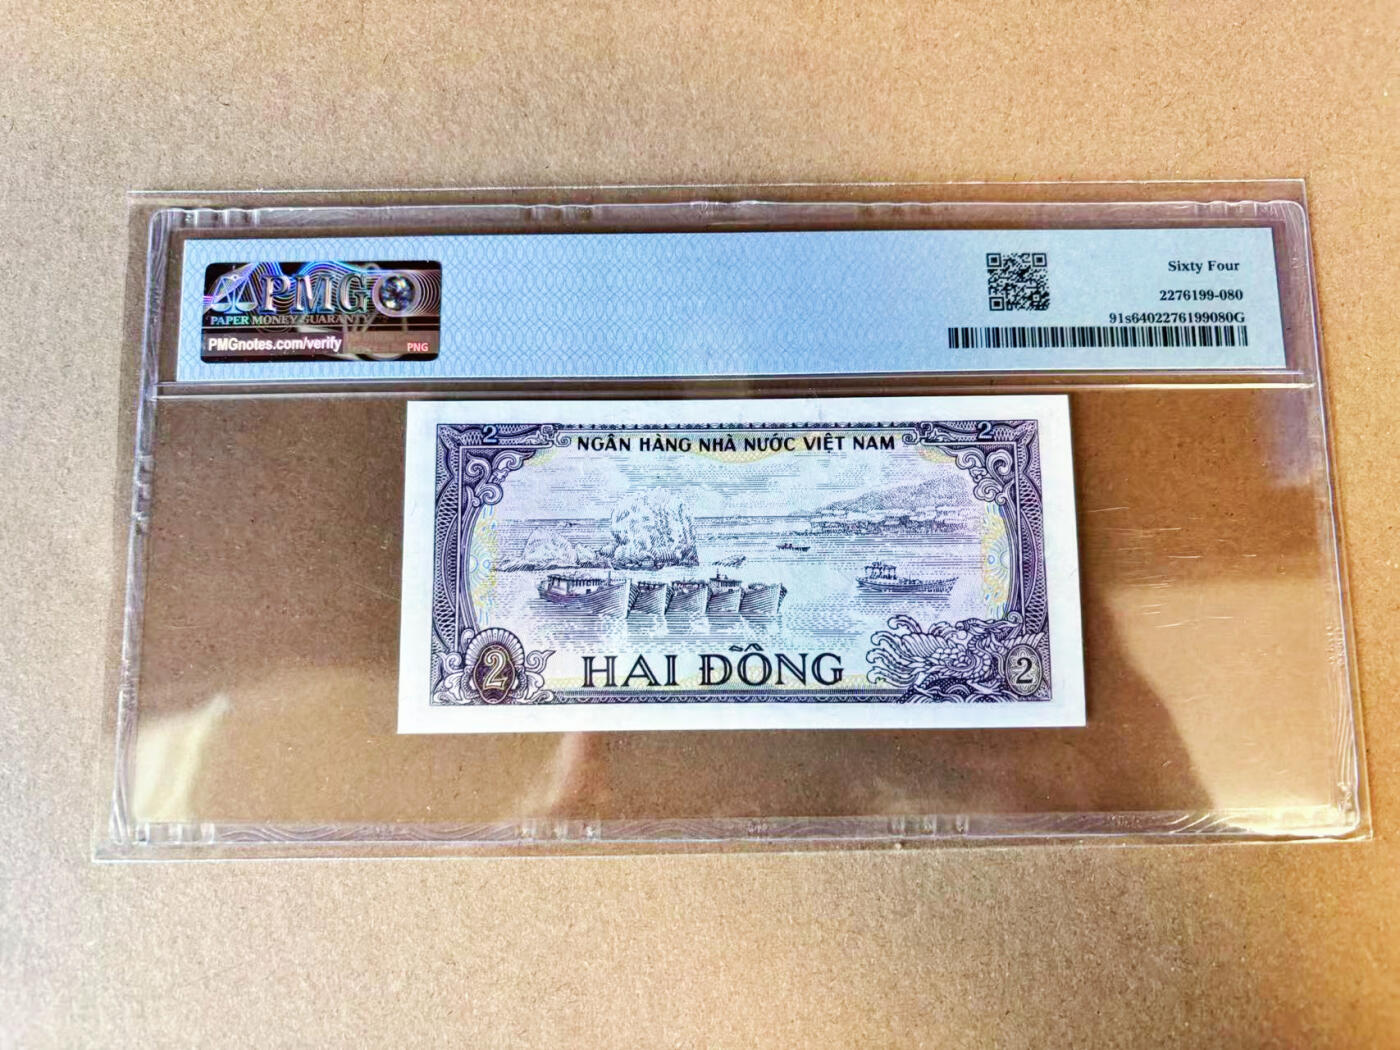 PMG
PAPER MONEY GUARANTY
PMGnotes.com/verify
PNG
Sixty Four
2276199-080
91s6402276199080G
2
2
NGÂN HÀNG NHÀ NƯỚC VIỆT NAM
2
HAI ĐỒNG
2